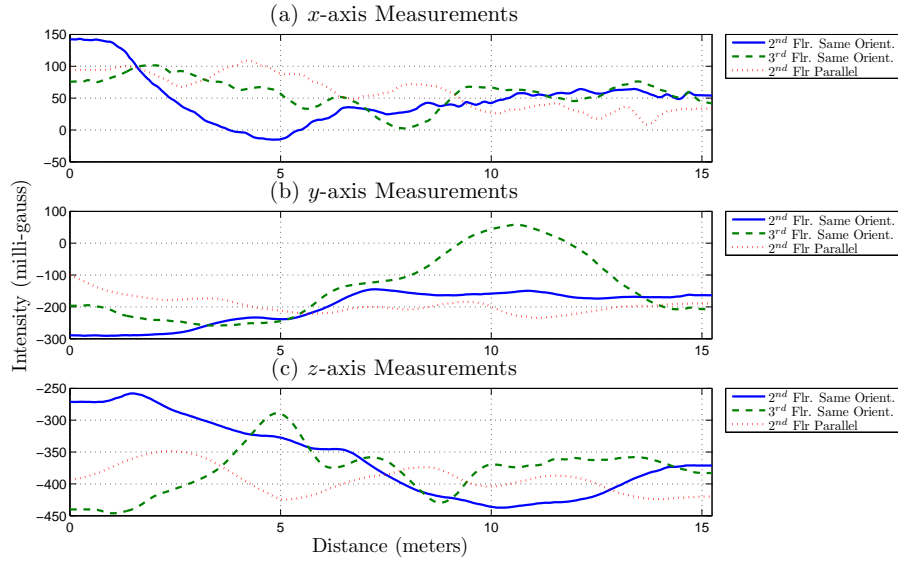 (a) x-axis Measurements
150
100
50
0
−50
0
5
10
15
2nd Flr. Same Orient.
3rd Flr. Same Orient.
2nd Flr Parallel
(b) y-axis Measurements
100
0
−100
−200
−300
0
5
10
15
2nd Flr. Same Orient.
3rd Flr. Same Orient.
2nd Flr Parallel
Intensity (milli-gauss)
(c) z-axis Measurements
−250
−300
−350
−400
−450
0
5
10
15
2nd Flr. Same Orient.
3rd Flr. Same Orient.
2nd Flr Parallel
Distance (meters)